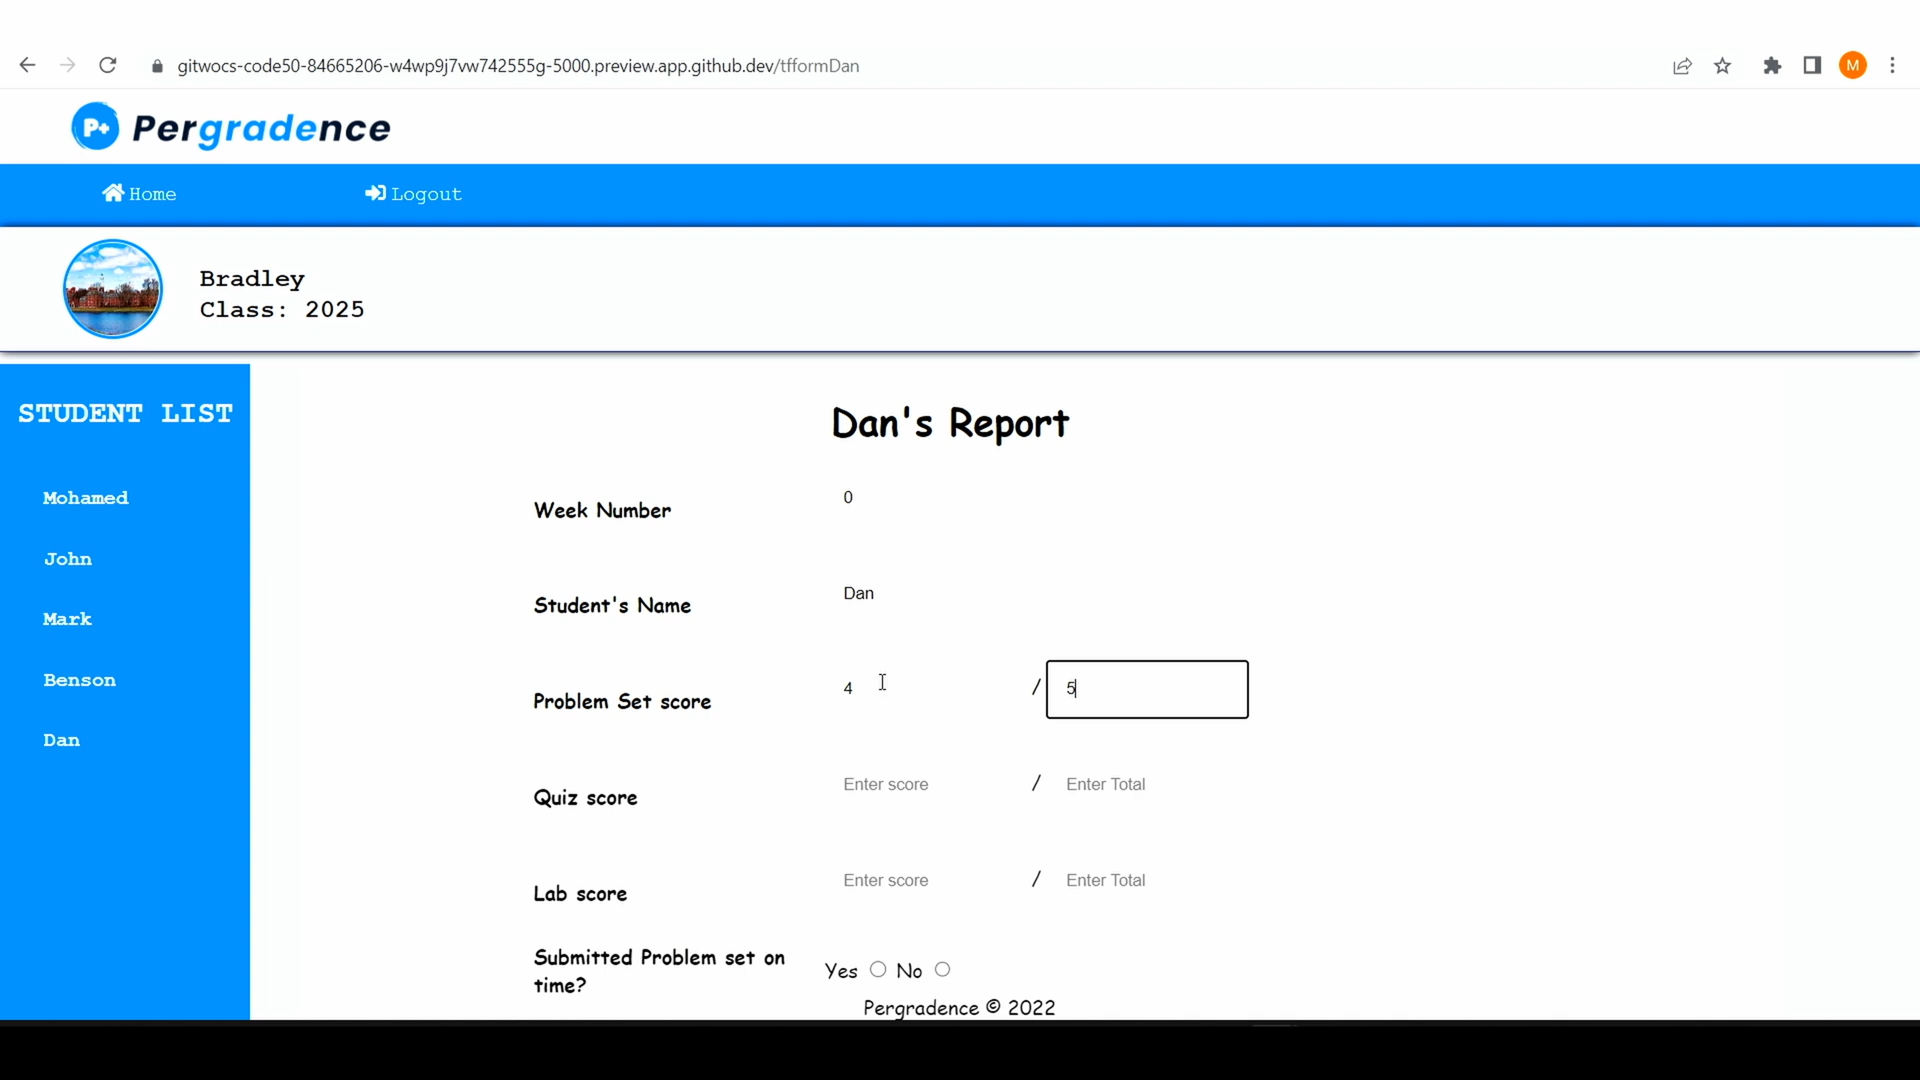 gitwocs-code50-84665206-w4wp9j7vw742555g-5000.preview.app.github.dev/tfformDan
M
P+ Pergradence
Home Logout
Bradley
Class: 2025
STUDENT LIST
Mohamed
John
Mark
Benson
Dan
Dan's Report
Week Number 0
Student's Name Dan
Problem Set score 4 / 5
Quiz score Enter score / Enter Total
Lab score Enter score / Enter Total
Submitted Problem set on
time? Yes No
Pergradence © 2022